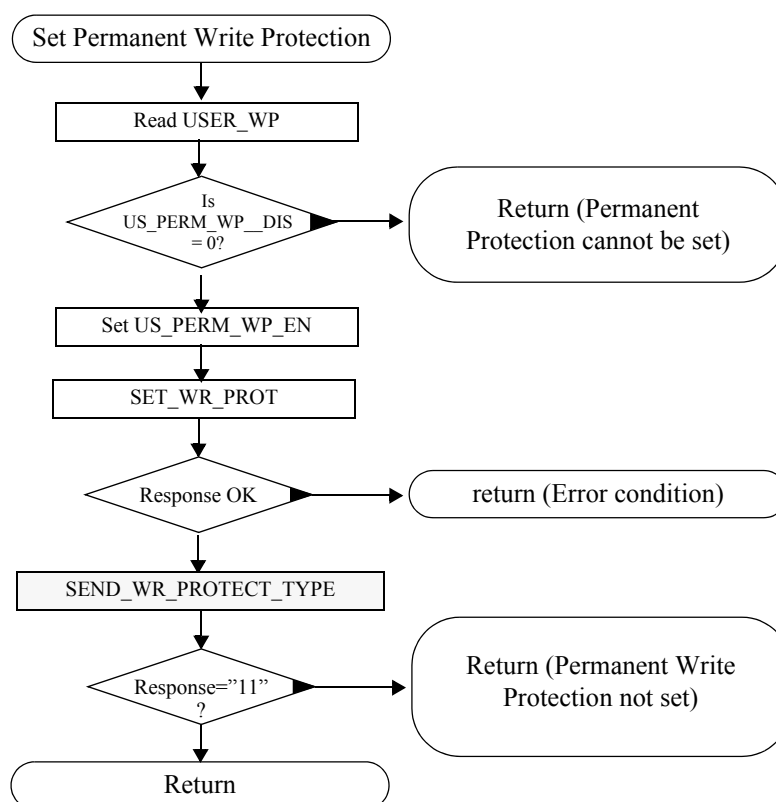 Set Permanent Write Protection
Read USER_WP
Is
US_PERM_WP__DIS
= 0?
Return (Permanent
Protection cannot be set)
Set US_PERM_WP_EN
SET_WR_PROT
Response OK
return (Error condition)
SEND_WR_PROTECT_TYPE
Response=”11”
?
Return (Permanent Write
Protection not set)
Return